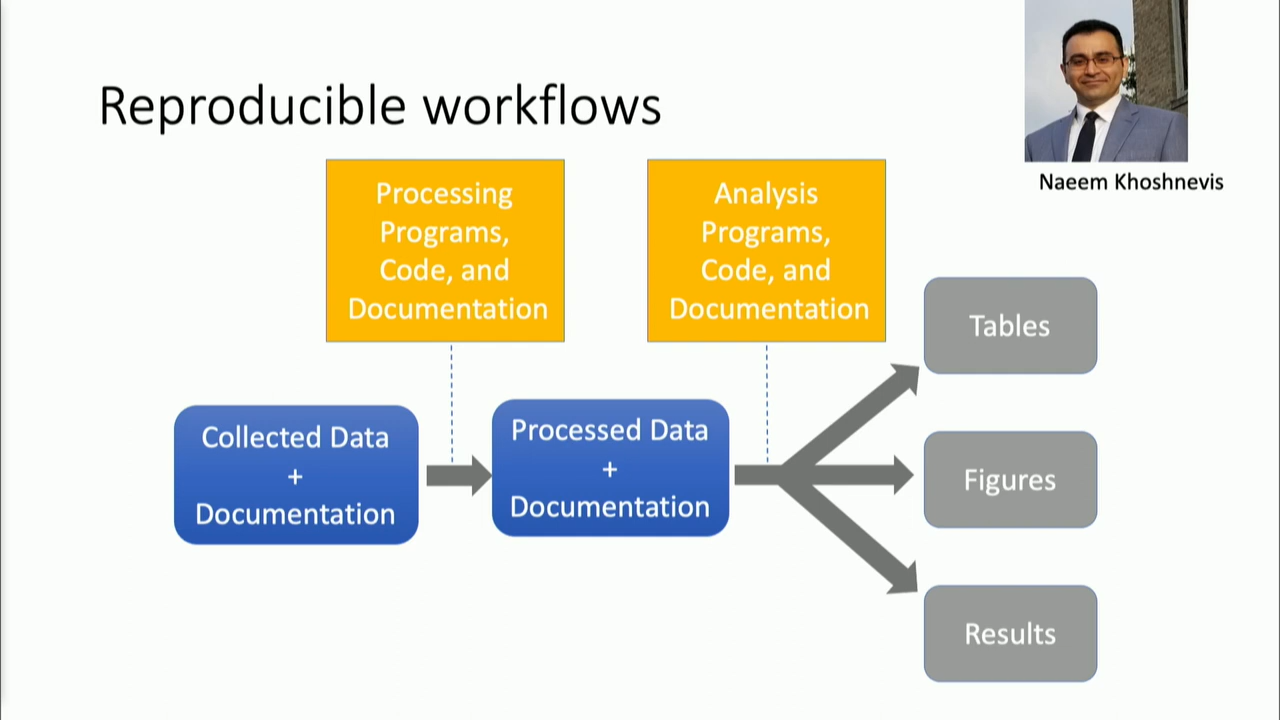 Reproducible workflows
Naeem Khoshnevis
Processing
Programs,
Code, and
Documentation
Analysis
Programs,
Code, and
Documentation
Collected Data
+
Documentation
Processed Data
+
Documentation
Tables
Figures
Results